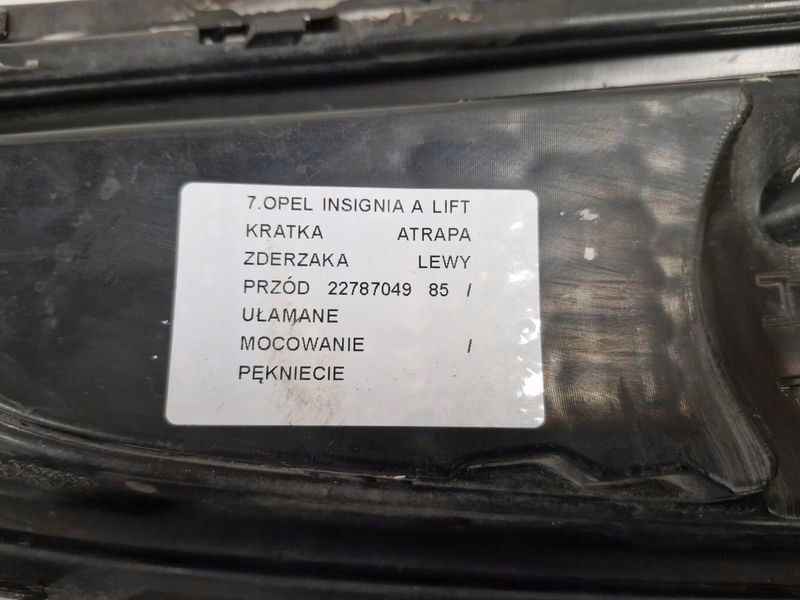 7.OPEL INSIGNIA A LIFT
KRATKA ATRAPA
ZDERZAKA LEWY
PRZÓD 22787049 85 /
UŁAMANE
MOCOWANIE /
PĘKNIECIE